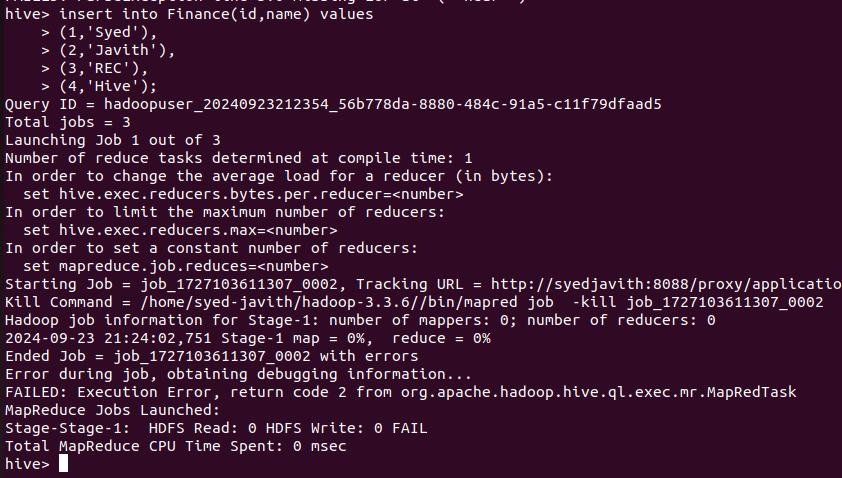 hive> insert into Finance(id,name) values
    > (1,'Syed'),
    > (2,'Javith'),
    > (3,'REC'),
    > (4,'Hive');
Query ID = hadoopuser_20240923212354_56b778da-8880-484c-91a5-c11f79dfaad5
Total jobs = 3
Launching Job 1 out of 3
Number of reduce tasks determined at compile time: 1
In order to change the average load for a reducer (in bytes):
  set hive.exec.reducers.bytes.per.reducer=<number>
In order to limit the maximum number of reducers:
  set hive.exec.reducers.max=<number>
In order to set a constant number of reducers:
  set mapreduce.job.reduces=<number>
Starting Job = job_1727103611307_0002, Tracking URL = http://syedjavith:8088/proxy/applicatio
Kill Command = /home/syed-javith/hadoop-3.3.6//bin/mapred job  -kill job_1727103611307_0002
Hadoop job information for Stage-1: number of mappers: 0; number of reducers: 0
2024-09-23 21:24:02,751 Stage-1 map = 0%,  reduce = 0%
Ended Job = job_1727103611307_0002 with errors
Error during job, obtaining debugging information...
FAILED: Execution Error, return code 2 from org.apache.hadoop.hive.ql.exec.mr.MapRedTask
MapReduce Jobs Launched:
Stage-Stage-1:  HDFS Read: 0 HDFS Write: 0 FAIL
Total MapReduce CPU Time Spent: 0 msec
hive>